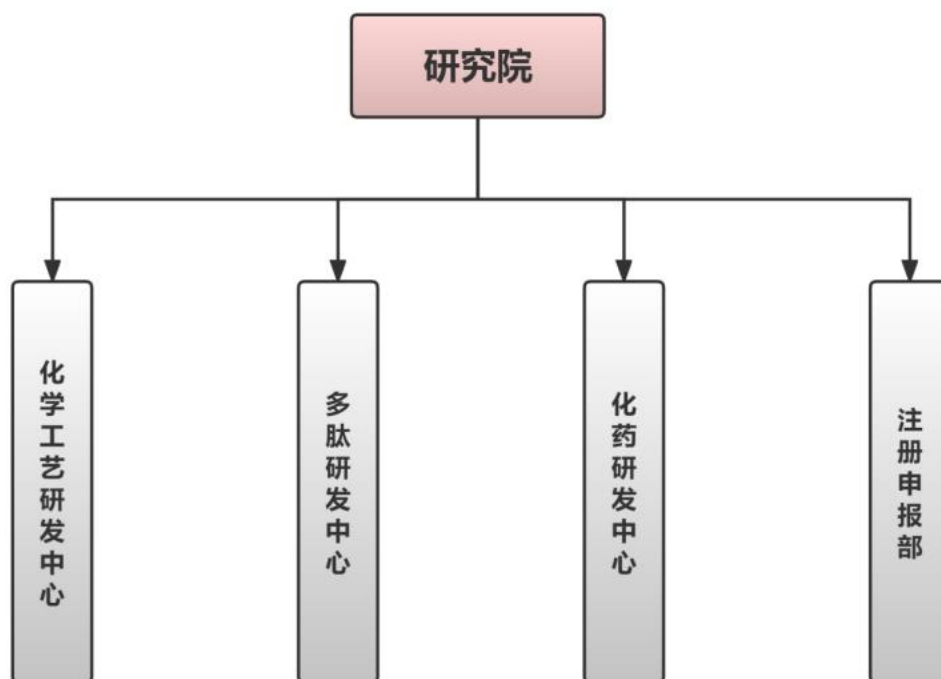 研究院
化学工艺研发中心
多肽研发中心
化药研发中心
注册申报部